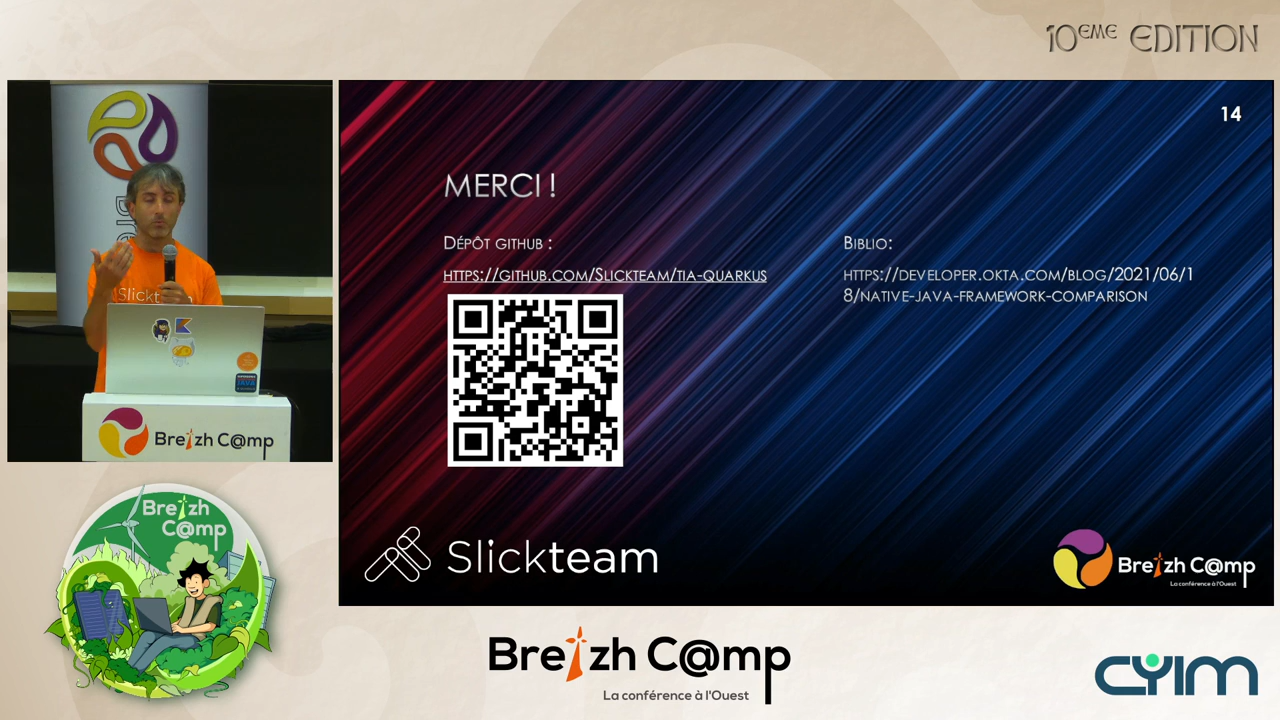 10ÈME EDITION
14
MERCI !
DÉPÔT GITHUB :
HTTPS://GITHUB.COM/SLICKTEAM/TIA-QUARKUS
BIBLIO:
HTTPS://DEVELOPER.OKTA.COM/BLOG/2021/06/1
8/NATIVE-JAVA-FRAMEWORK-COMPARISON
Slickteam
Breizh C@mp
La conférence à l'Ouest
Slickteam
JAVA
Breizh C@mp
Breizh
C@mp
Breizh C@mp
La conférence à l'Ouest
CYIM